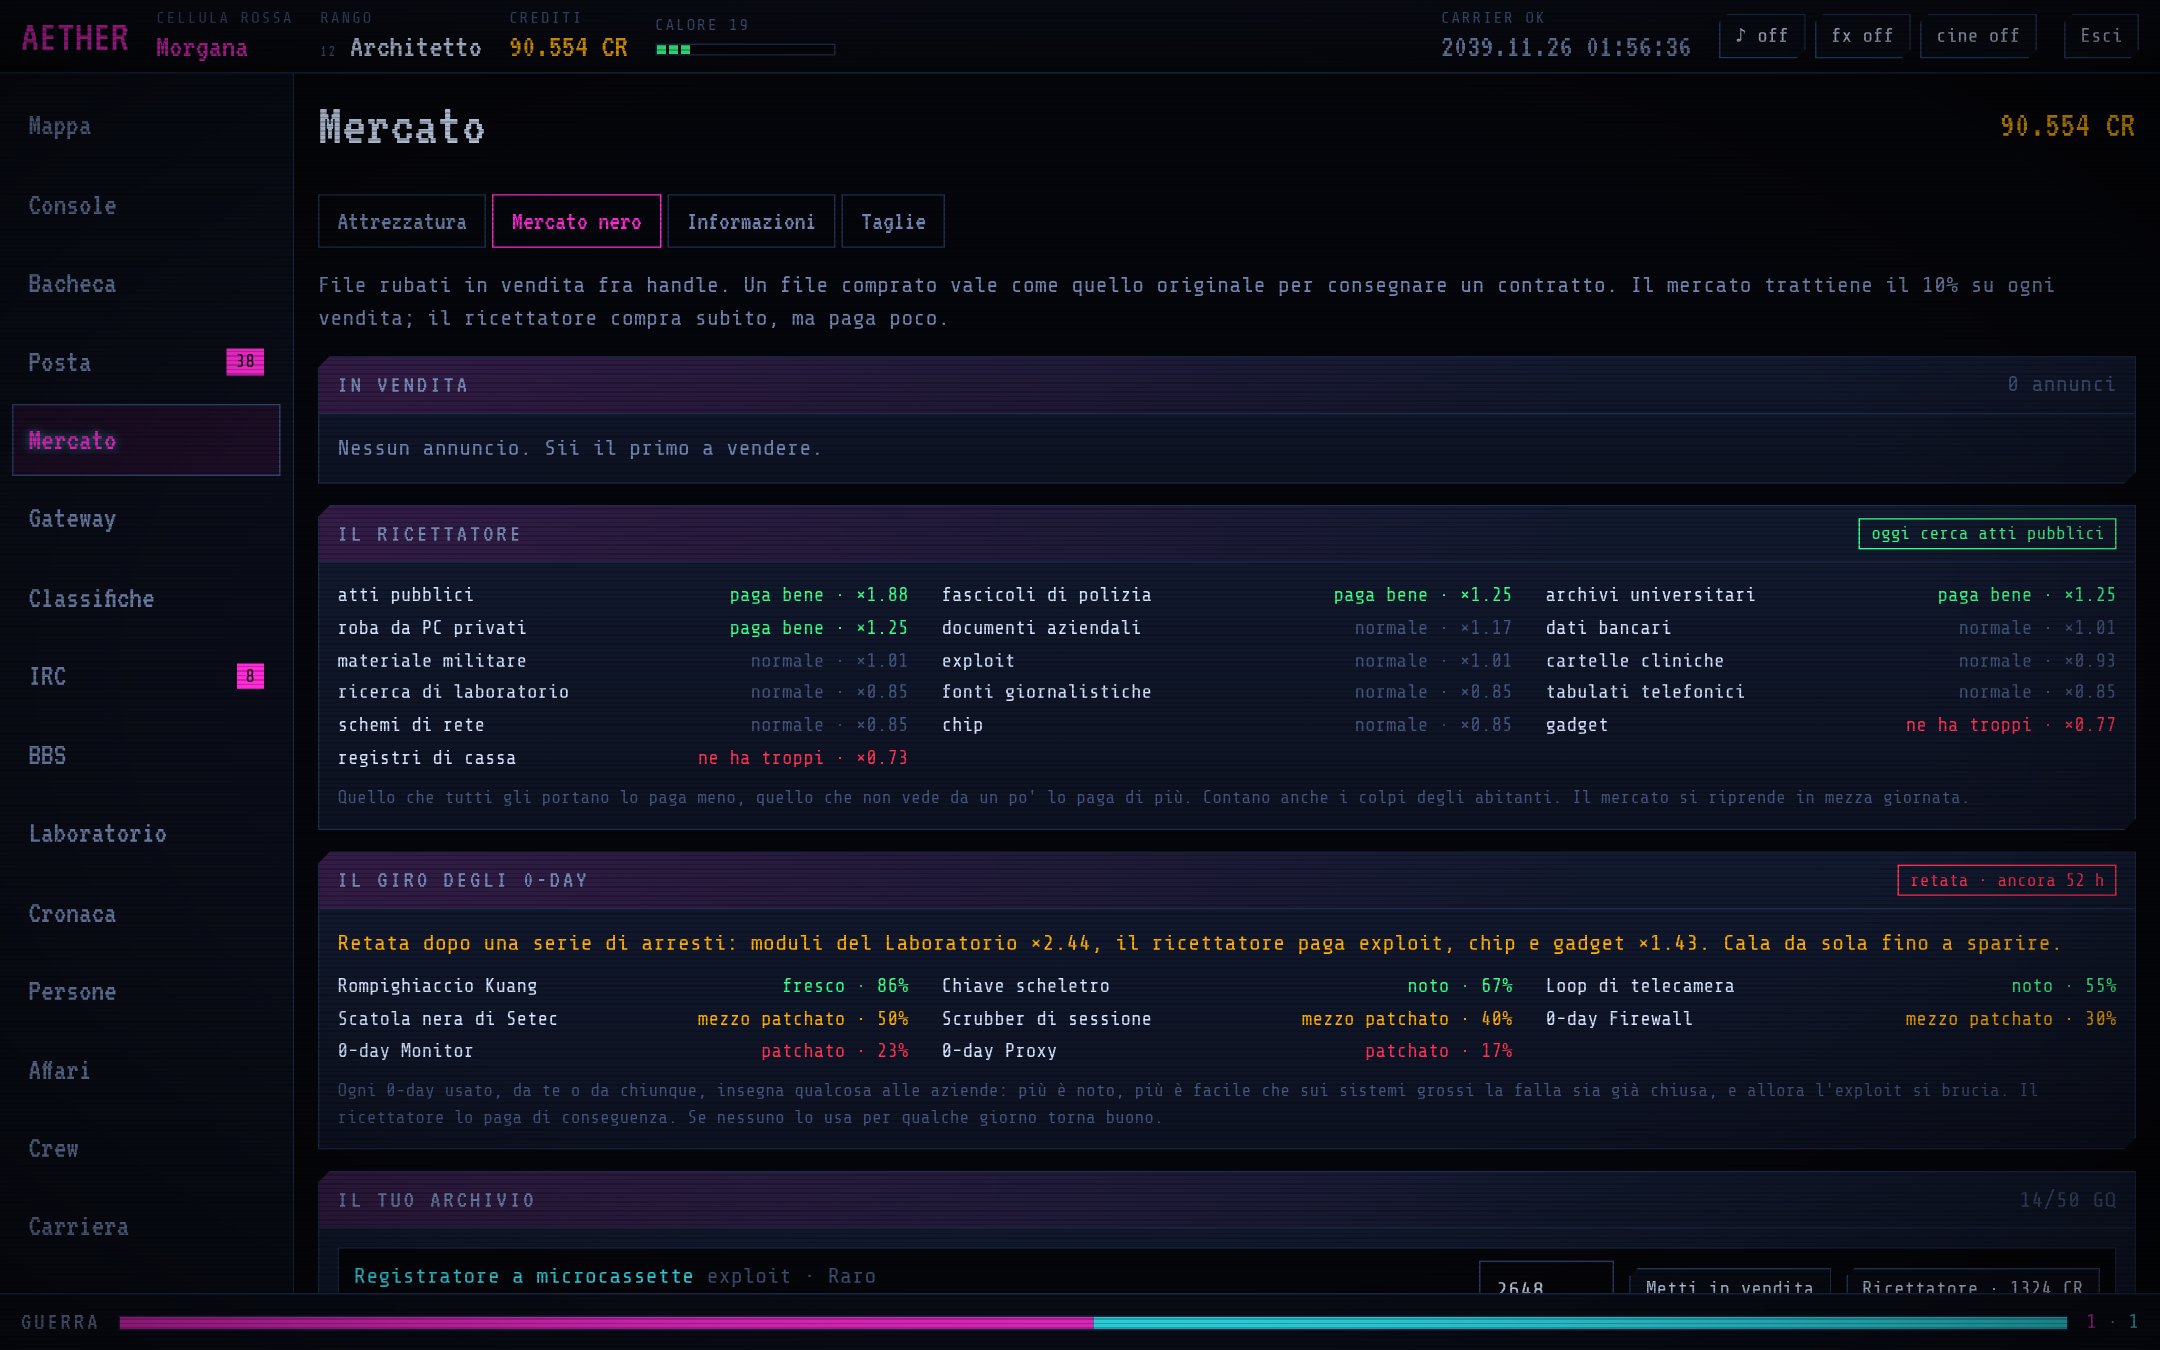 AETHER
CELLULA ROSSA
Morgana
RANGO
12 Architetto
CREDITI
90.554 CR
CALORE 19
CARRIER OK
2039.11.26 01:56:36
♪ off
fx off
cine off
Esci
Mappa
Console
Bacheca
Posta 38
Mercato
Gateway
Classifiche
IRC 8
BBS
Laboratorio
Cronaca
Persone
Affari
Crew
Carriera
Mercato
90.554 CR
Attrezzatura
Mercato nero
Informazioni
Taglie
File rubati in vendita fra handle. Un file comprato vale come quello originale per consegnare un contratto. Il mercato trattiene il 10% su ogni
vendita; il ricettatore compra subito, ma paga poco.
IN VENDITA
0 annunci
Nessun annuncio. Sii il primo a vendere.
IL RICETTATORE
oggi cerca atti pubblici
atti pubblici paga bene · ×1.88 fascicoli di polizia paga bene · ×1.25 archivi universitari paga bene · ×1.25
roba da PC privati paga bene · ×1.25 documenti aziendali normale · ×1.17 dati bancari normale · ×1.01
materiale militare normale · ×1.01 exploit normale · ×1.01 cartelle cliniche normale · ×0.93
ricerca di laboratorio normale · ×0.85 fonti giornalistiche normale · ×0.85 tabulati telefonici normale · ×0.85
schemi di rete normale · ×0.85 chip normale · ×0.85 gadget ne ha troppi · ×0.77
registri di cassa ne ha troppi · ×0.73
Quello che tutti gli portano lo paga meno, quello che non vede da un po' lo paga di più. Contano anche i colpi degli abitanti. Il mercato si riprende in mezza giornata.
IL GIRO DEGLI 0-DAY
retata · ancora 52 h
Retata dopo una serie di arresti: moduli del Laboratorio ×2.44, il ricettatore paga exploit, chip e gadget ×1.43. Cala da sola fino a sparire.
Rompighiaccio Kuang fresco · 86% Chiave scheletro noto · 67% Loop di telecamera noto · 55%
Scatola nera di Setec mezzo patchato · 50% Scrubber di sessione mezzo patchato · 40% 0-day Firewall mezzo patchato · 30%
0-day Monitor patchato · 23% 0-day Proxy patchato · 17%
Ogni 0-day usato, da te o da chiunque, insegna qualcosa alle aziende: più è noto, più è facile che sui sistemi grossi la falla sia già chiusa, e allora l'exploit si brucia. Il
ricettatore lo paga di conseguenza. Se nessuno lo usa per qualche giorno torna buono.
IL TUO ARCHIVIO
14/50 GQ
Registratore a microcassette exploit · Raro
2648
Metti in vendita
Ricettatore · 1324 CR
GUERRA
1 · 1